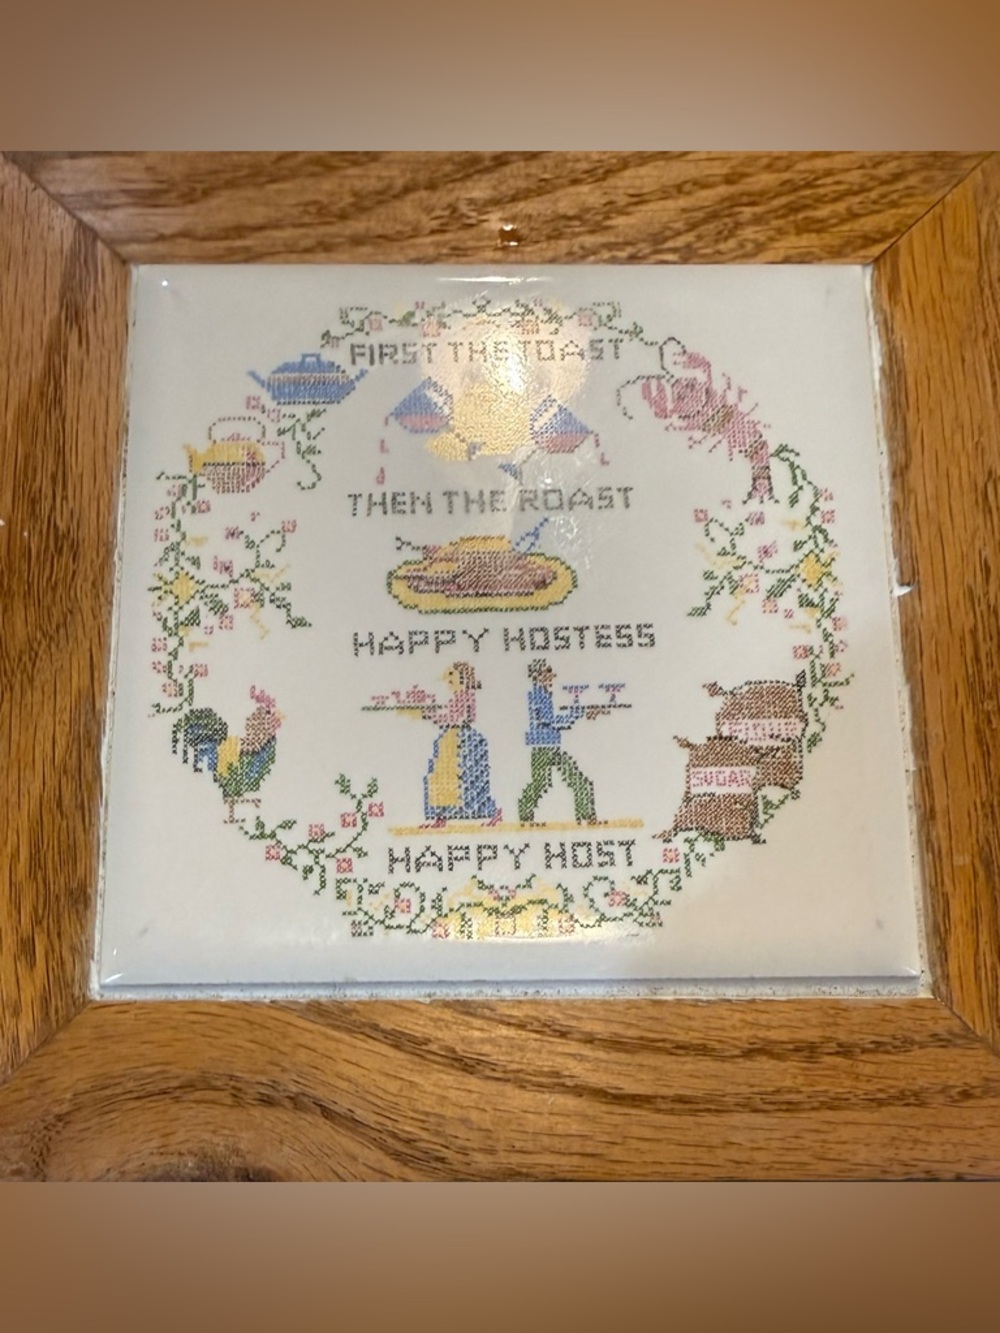 FIRST THE TOAST
THEN THE ROAST
HAPPY HOSTESS
SUGAR
HAPPY HOST